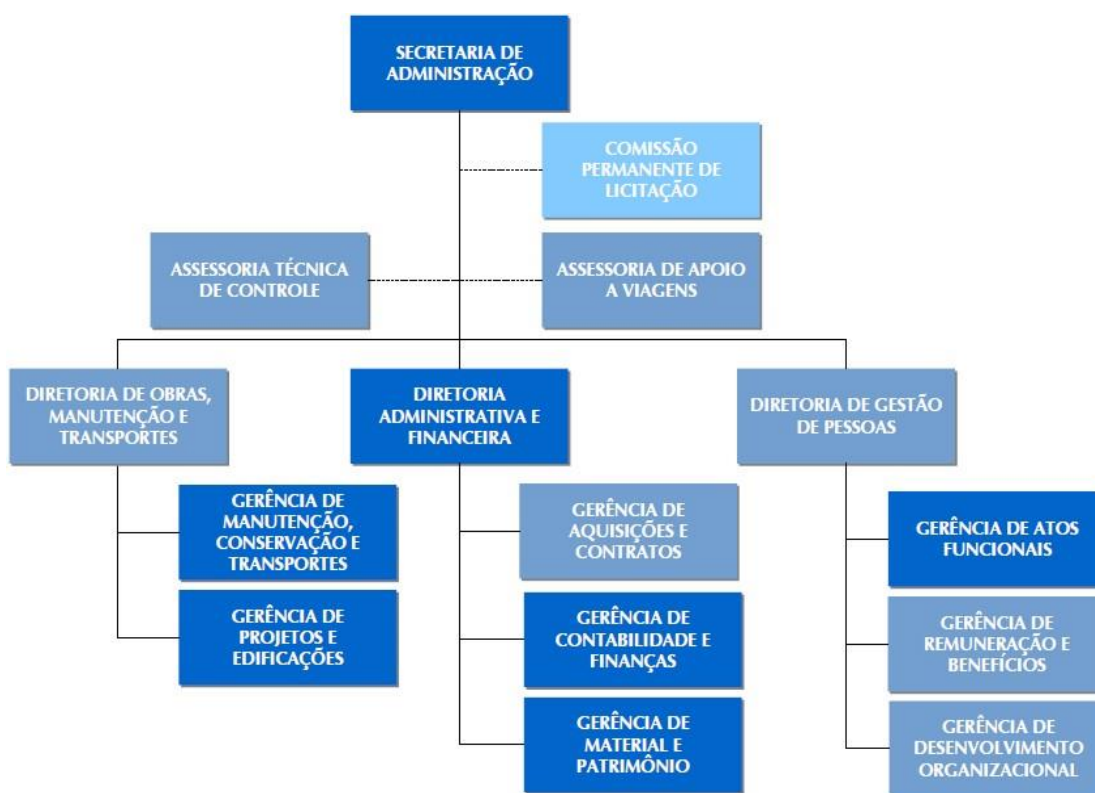 SECRETARIA DE
ADMINISTRAÇÃO
COMISSÃO
PERMANENTE DE
LICITAÇÃO
ASSESSORIA TÉCNICA
DE CONTROLE
ASSESSORIA DE APOIO
A VIAGENS
DIRETORIA DE OBRAS,
MANUTENÇÃO E
TRANSPORTES
DIRETORIA
ADMINISTRATIVA E
FINANCEIRA
DIRETORIA DE GESTÃO
DE PESSOAS
GERÊNCIA DE
MANUTENÇÃO,
CONSERVAÇÃO E
TRANSPORTES
GERÊNCIA DE
PROJETOS E
EDIFICAÇÕES
GERÊNCIA DE
AQUISIÇÕES E
CONTRATOS
GERÊNCIA DE
CONTABILIDADE E
FINANÇAS
GERÊNCIA DE
MATERIAL E
PATRIMÔNIO
GERÊNCIA DE ATOS
FUNCIONAIS
GERÊNCIA DE
REMUNERAÇÃO E
BENEFÍCIOS
GERÊNCIA DE
DESENVOLVIMENTO
ORGANIZACIONAL